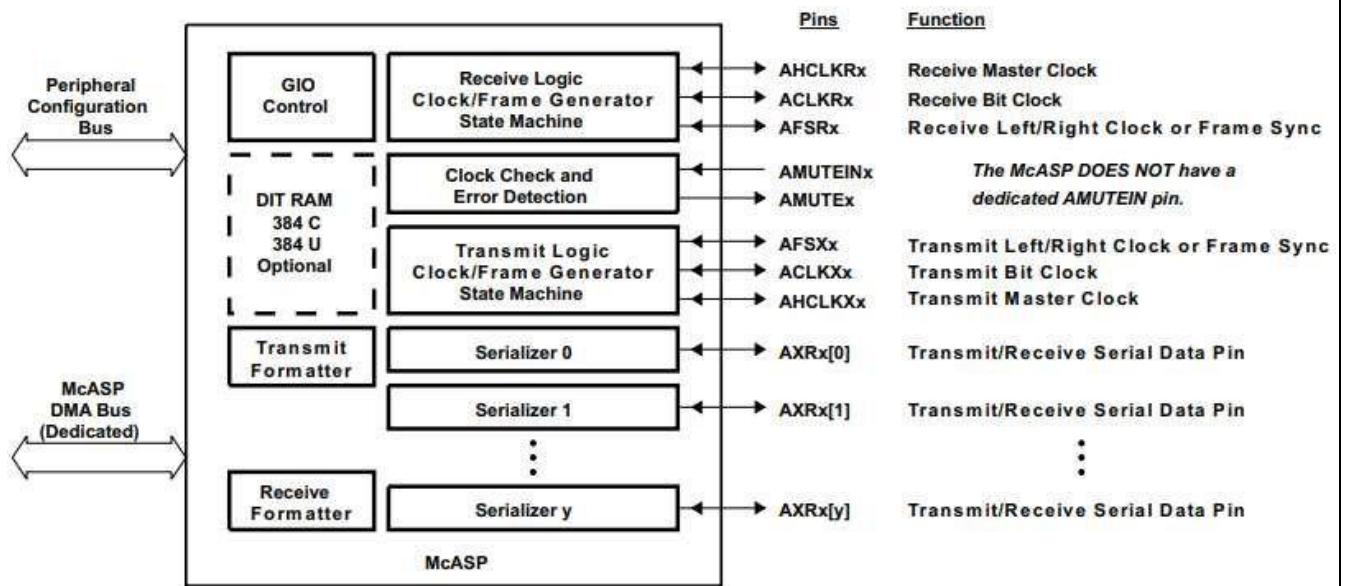 Pins Function
Peripheral
Configuration
Bus
GIO
Control
Receive Logic
Clock/Frame Generator
State Machine
AHCLKRx Receive Master Clock
ACLKRx Receive Bit Clock
AFSRx Receive Left/Right Clock or Frame Sync
DIT RAM
384 C
384 U
Optional
Clock Check and
Error Detection
AMUTEINx
AMUTEx
The McASP DOES NOT have a
dedicated AMUTEIN pin.
Transmit Logic
Clock/Frame Generator
State Machine
AFSXx Transmit Left/Right Clock or Frame Sync
ACLKXx Transmit Bit Clock
AHCLKXx Transmit Master Clock
Transmit
Formatter
Serializer 0
AXRx[0] Transmit/Receive Serial Data Pin
McASP
DMA Bus
(Dedicated)
Serializer 1
AXRx[1] Transmit/Receive Serial Data Pin
Receive
Formatter
Serializer y
AXRx[y] Transmit/Receive Serial Data Pin
McASP